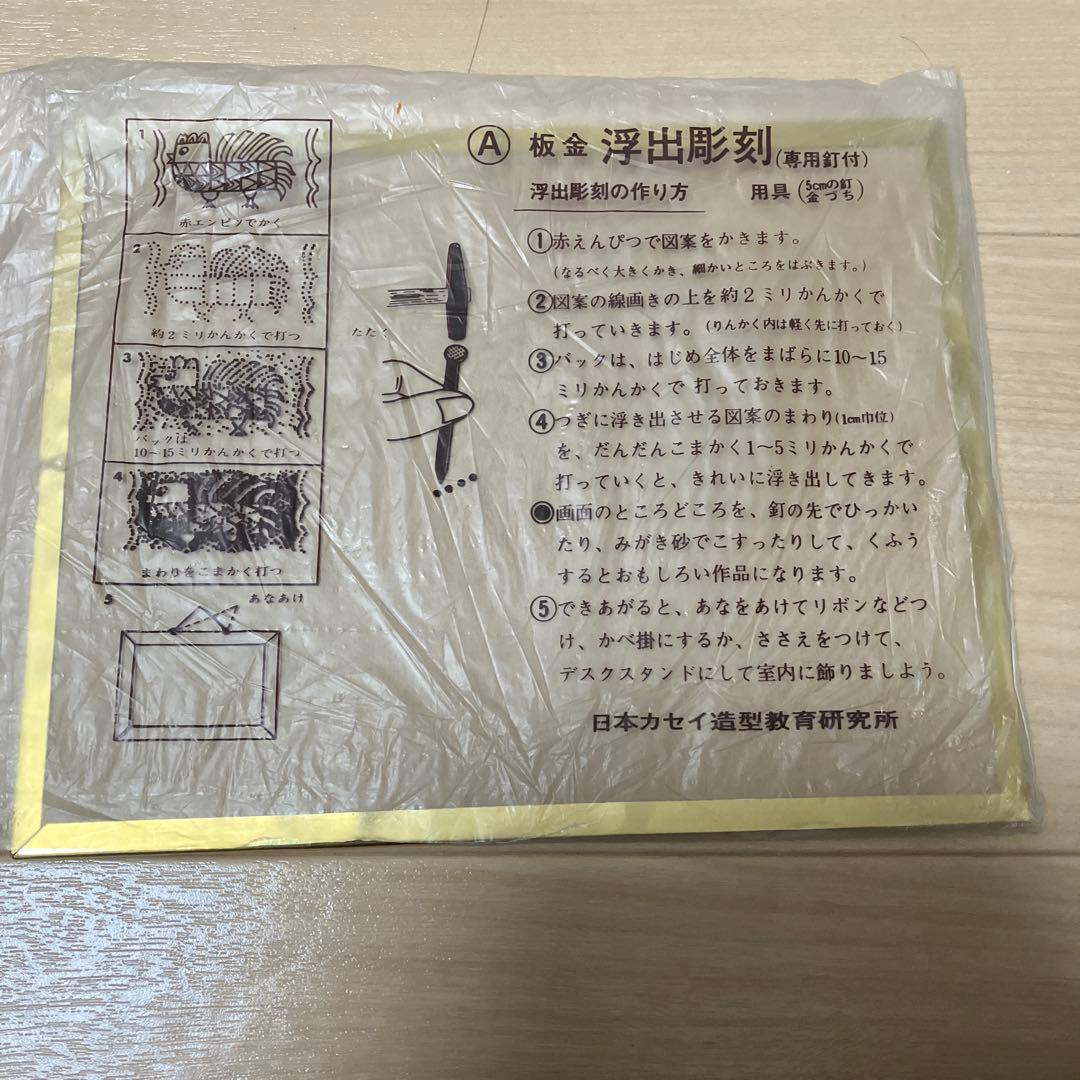 1
赤エンピツでかく
2
約2ミリかんかくで打つ
3
バックは
10〜15ミリかんかくで打つ
4
まわりをこまかく打つ
5 あなあけ
たたく
Ⓐ 板金 浮出彫刻(専用釘付)
浮出彫刻の作り方 用具(5cmの釘 金づち)
①赤えんぴつで図案をかきます。
(なるべく大きくかき、細かいところをはぶきます。)
②図案の線画きの上を約2ミリかんかくで
打っていきます。(りんかく内は軽く先に打っておく)
③バックは、はじめ全体をまばらに10〜15
ミリかんかくで 打っておきます。
④つぎに浮き出させる図案のまわり(1cm巾位)
を、だんだんこまかく1〜5ミリかんかくで
打っていくと、きれいに浮き出してきます。
●画面のところどころを、釘の先でひっかい
たり、みがき砂でこすったりして、くふう
するとおもしろい作品になります。
⑤できあがると、あなをあけてリボンなどつ
け、かべ掛にするか、ささえをつけて、
デスクスタンドにして室内に飾りましよう。
日本カセイ造型教育研究所